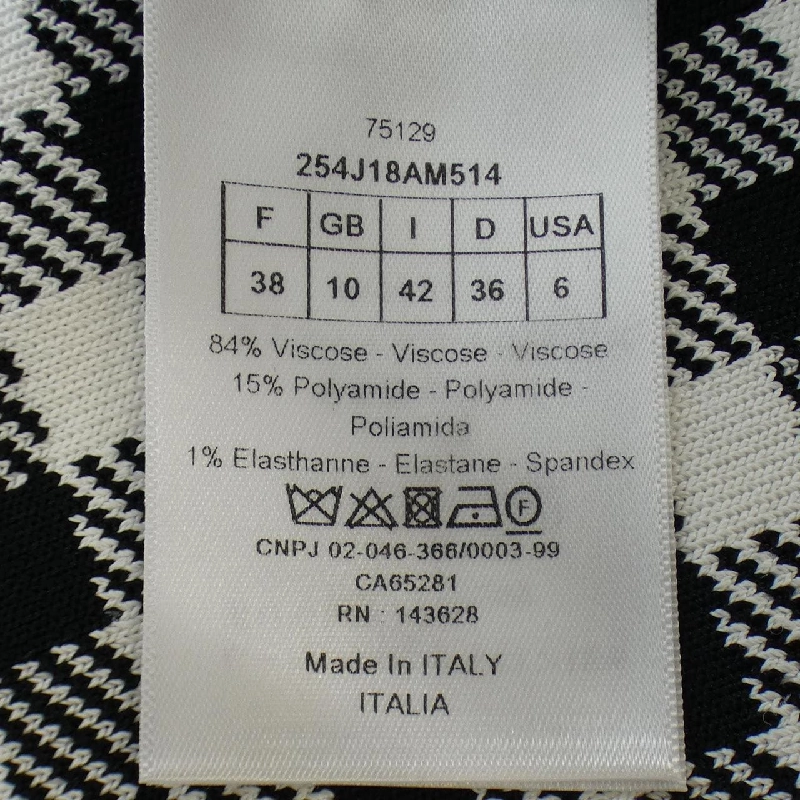 75129
254J18AM514
F GB I D USA
38 10 42 36 6
84% Viscose - Viscose - Viscose
15% Polyamide - Polyamide -
Poliamida
1% Elasthanne - Elastane - Spandex
F
CNPJ 02-046-366/0003-99
CA65281
RN : 143628
Made In ITALY
ITALIA